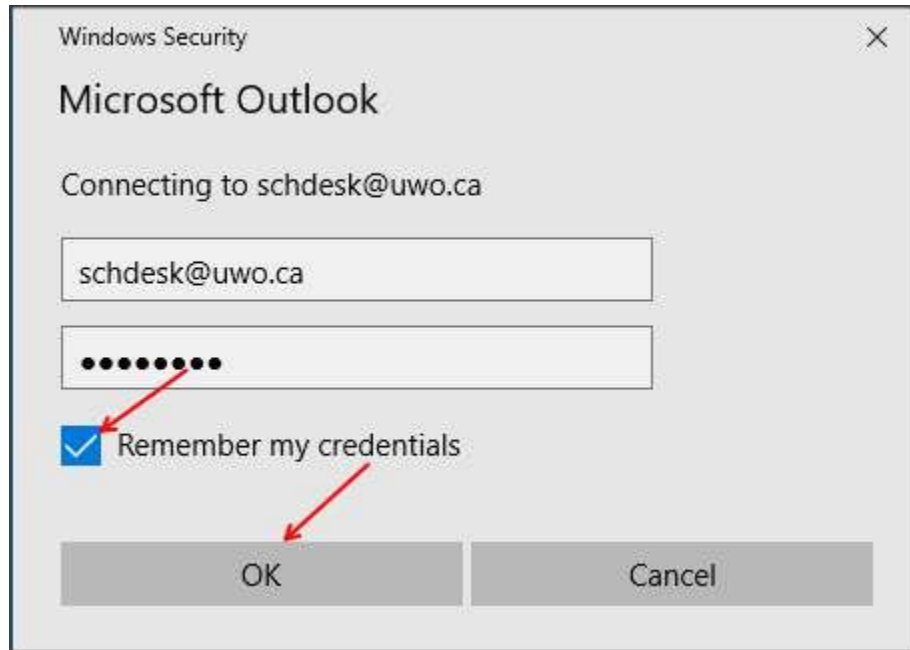 Windows Security
Microsoft Outlook
Connecting to schdesk@uwo.ca
schdesk@uwo.ca
●●●●●●●●
Remember my credentials
OK
Cancel